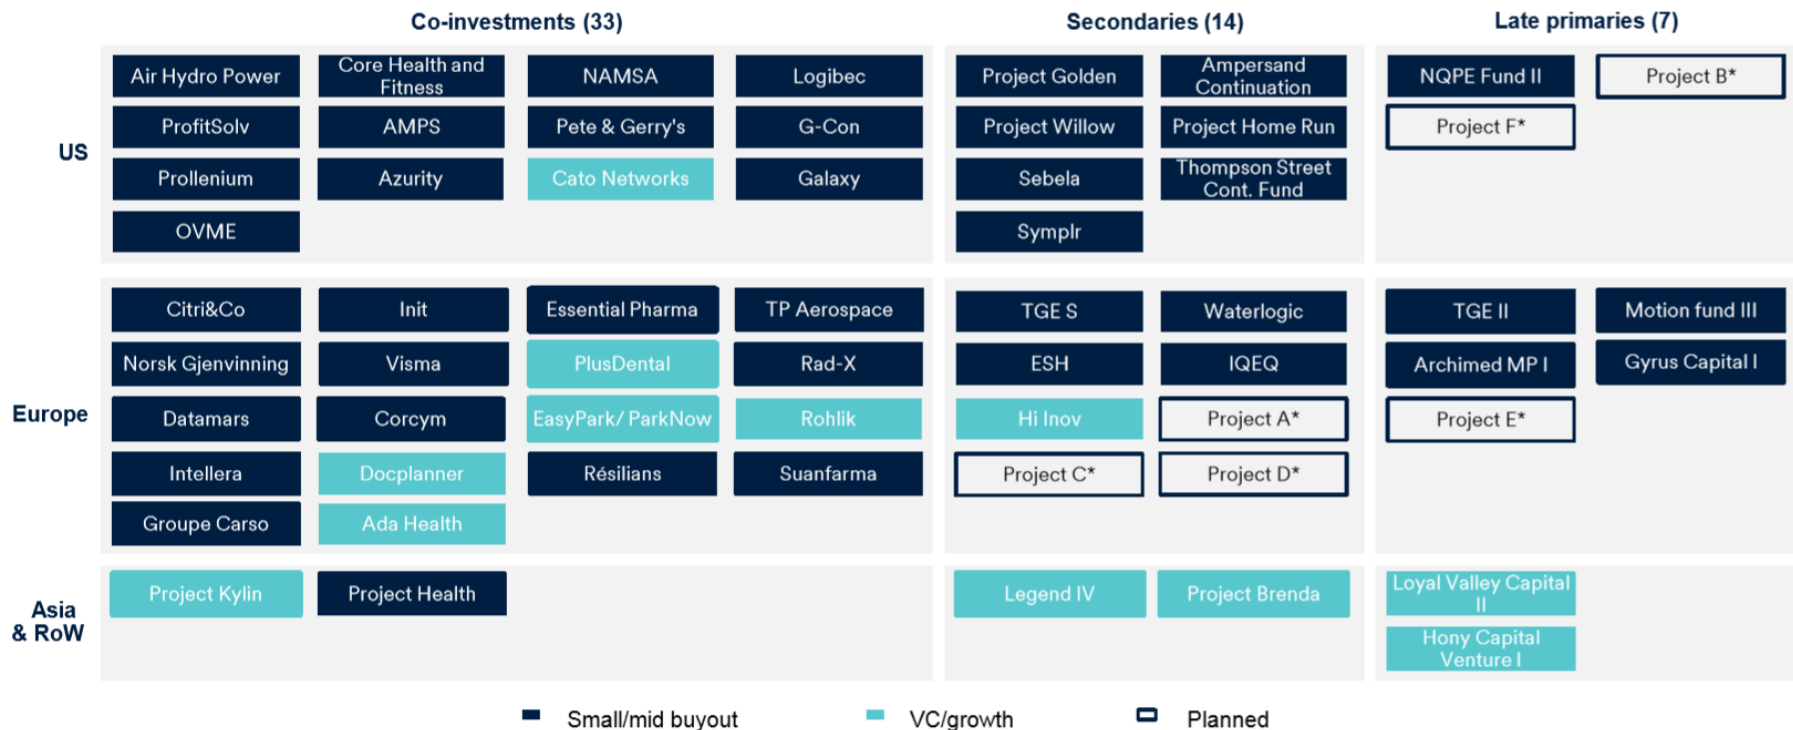 Co-investments (33)
Secondaries (14)
Late primaries (7)
US
Air Hydro Power
Core Health and
Fitness
NAMSA
Logibec
ProfitSolv
AMPS
Pete & Gerry's
G-Con
Prollenium
Azurity
Cato Networks
Galaxy
OVME
Project Golden
Ampersand
Continuation
Project Willow
Project Home Run
Sebela
Thompson Street
Cont. Fund
Symplr
NQPE Fund II
Project B*
Project F*
Europe
Citri&Co
Init
Essential Pharma
TP Aerospace
Norsk Gjenvinning
Visma
PlusDental
Rad-X
Datamars
Corcym
EasyPark/ ParkNow
Rohlik
Intellera
Docplanner
Résilians
Suanfarma
Groupe Carso
Ada Health
TGE S
Waterlogic
ESH
IQEQ
Hi Inov
Project A*
Project C*
Project D*
TGE II
Motion fund III
Archimed MP I
Gyrus Capital I
Project E*
Asia
& RoW
Project Kylin
Project Health
Legend IV
Project Brenda
Loyal Valley Capital
II
Hony Capital
Venture I
Small/mid buyout
VC/growth
Planned